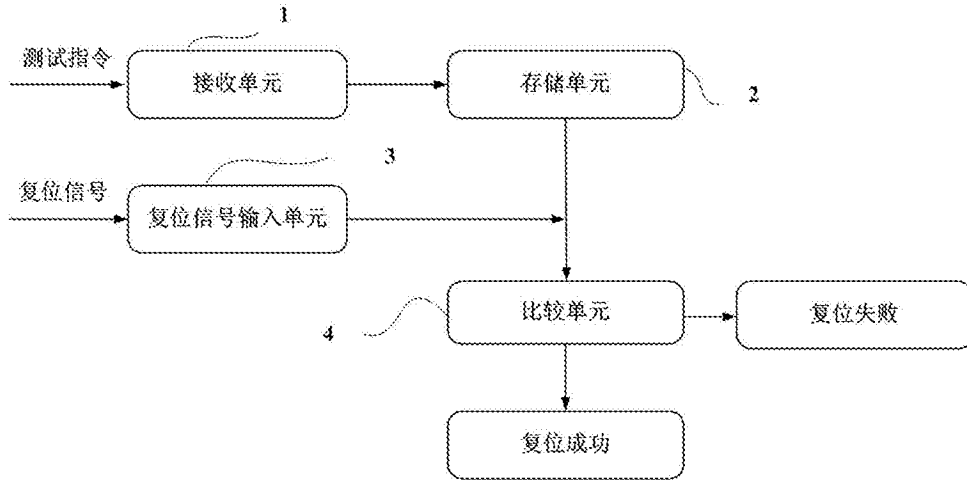 1
测试指令
接收单元
存储单元
2
3
复位信号
复位信号输入单元
4
比较单元
复位失败
复位成功